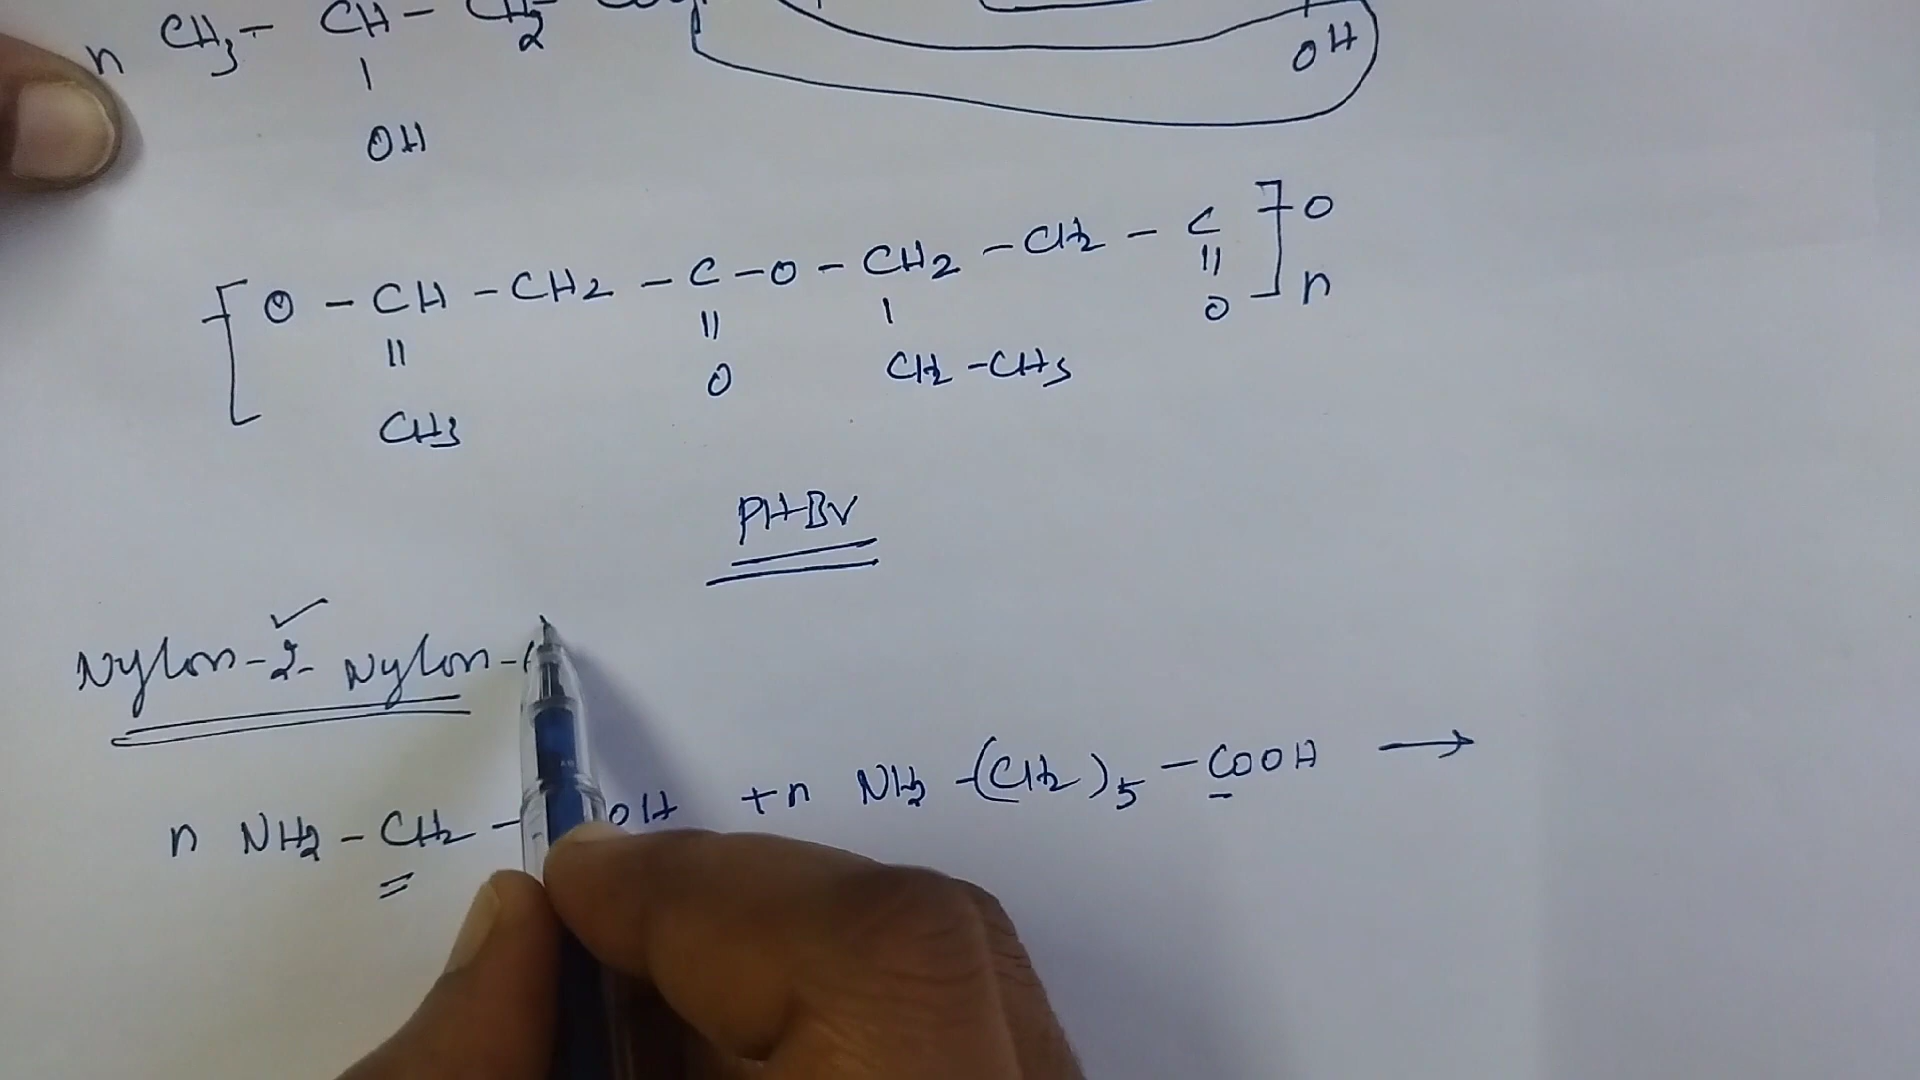 n CH3 - CH - CH2
OH
|
OH
[ O - CH - CH2 - C - O - CH2 - CH2 - C ] O
|| || | || n
CH3 O CH2 - CH3 O
PHBV
✓
Nylon-2- Nylon-
n NH2 - CH2 - OH + n NH2 - (CH2)5 - COOH →
=